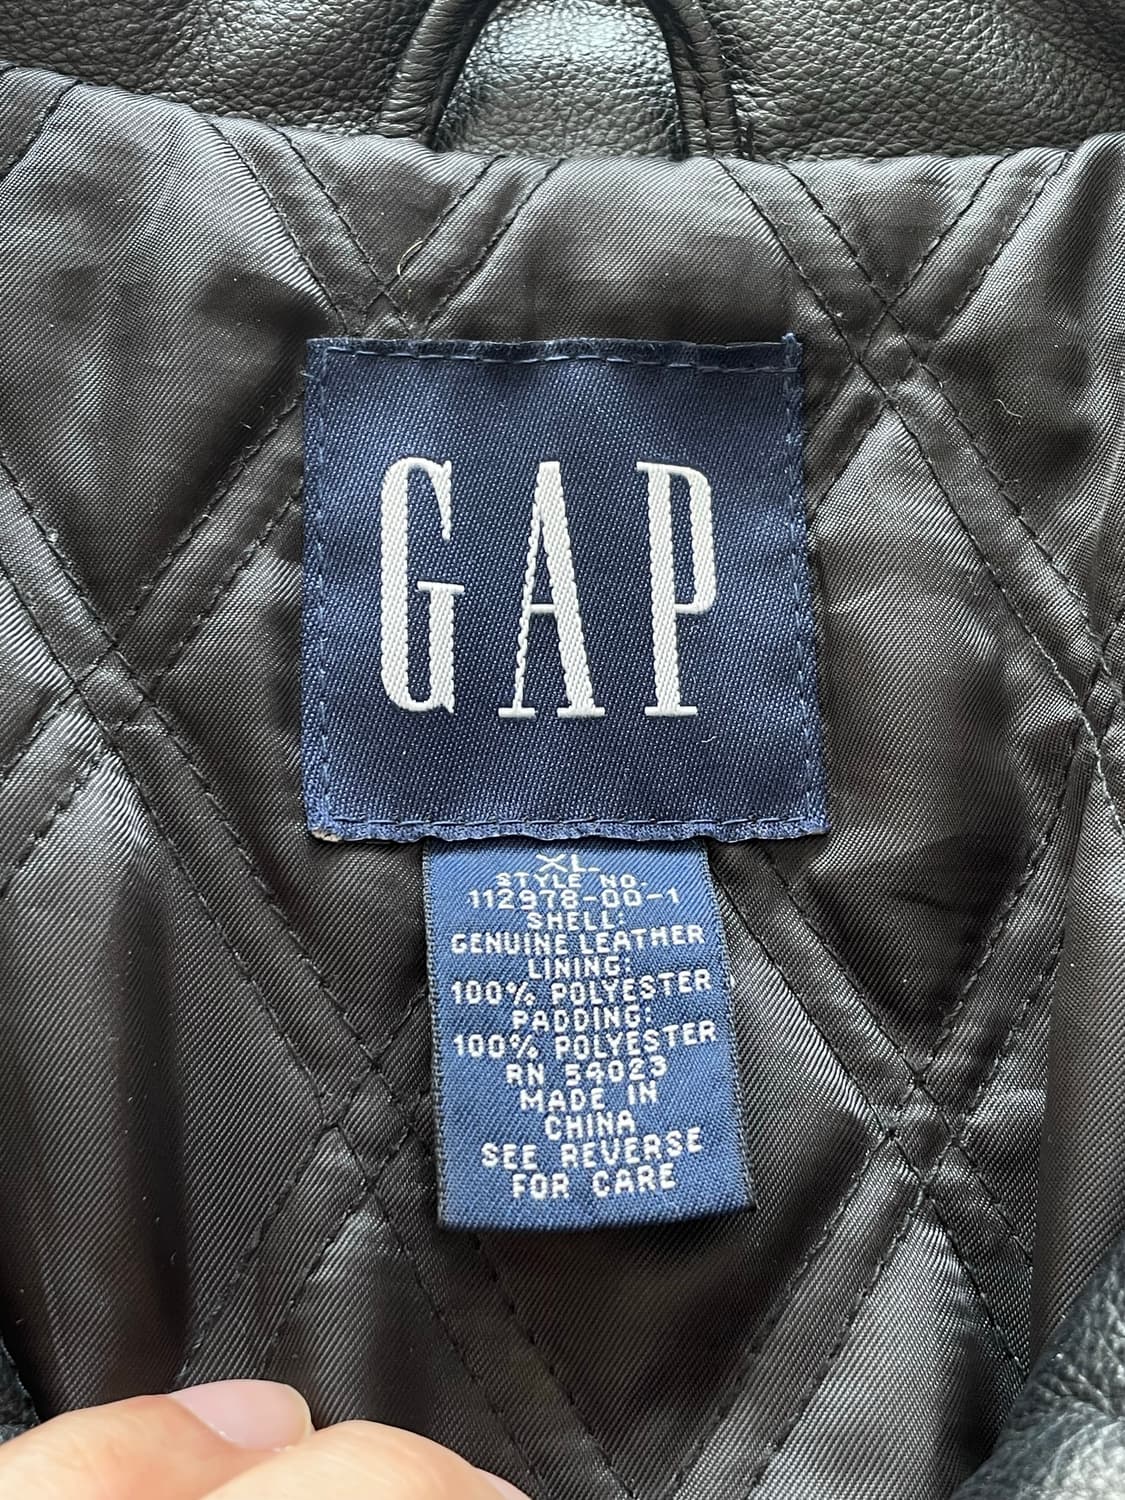 GAP
XL
STYLE NO.
112978-00-1
SHELL:
GENUINE LEATHER
LINING:
100% POLYESTER
PADDING:
100% POLYESTER
RN 54023
MADE IN
CHINA
SEE REVERSE
FOR CARE